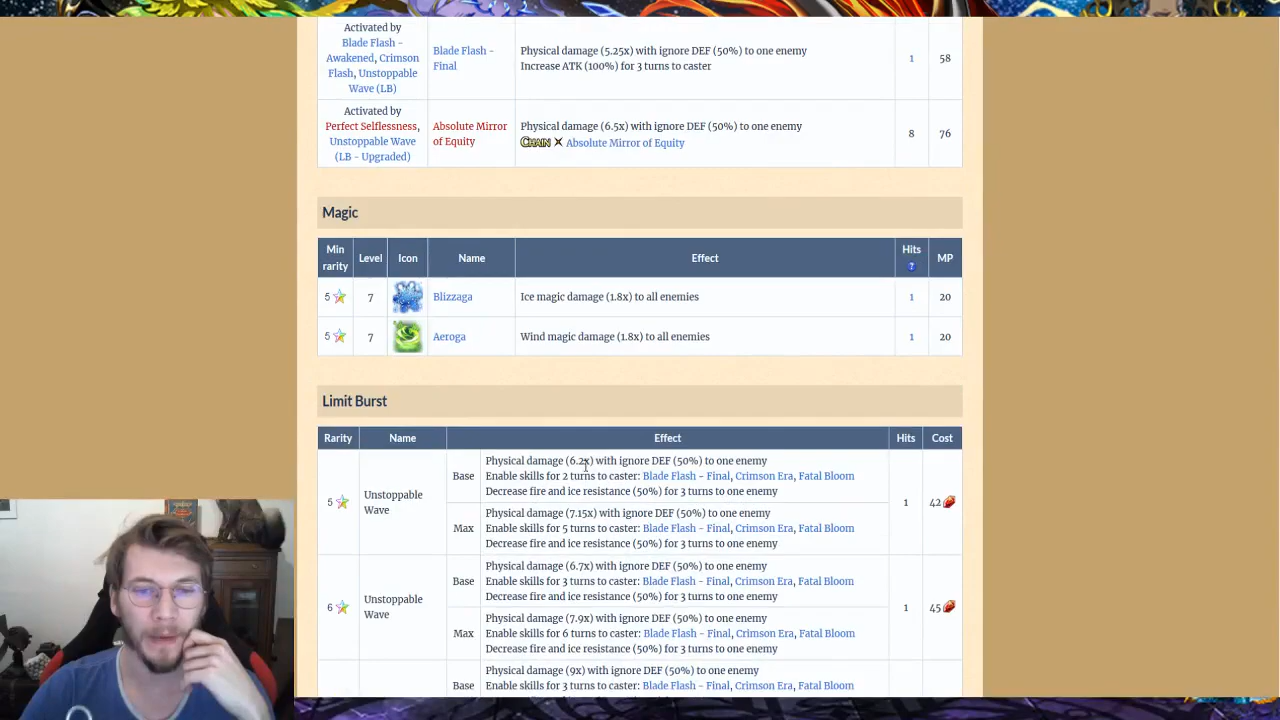 Activated by
Blade Flash -
Awakened, Crimson
Flash, Unstoppable
Wave (LB)
Blade Flash -
Final
Physical damage (5.25x) with ignore DEF (50%) to one enemy
Increase ATK (100%) for 3 turns to caster
1
58
Activated by
Perfect Selflessness,
Unstoppable Wave
(LB - Upgraded)
Absolute Mirror
of Equity
Physical damage (6.5x) with ignore DEF (50%) to one enemy
CHAIN Absolute Mirror of Equity
8
76
Magic
Min
rarity
Level
Icon
Name
Effect
Hits
?
MP
5
7
Blizzaga
Ice magic damage (1.8x) to all enemies
1
20
5
7
Aeroga
Wind magic damage (1.8x) to all enemies
1
20
Limit Burst
Rarity
Name
Effect
Hits
Cost
5
Unstoppable
Wave
Base
Physical damage (6.2x) with ignore DEF (50%) to one enemy
Enable skills for 2 turns to caster: Blade Flash - Final, Crimson Era, Fatal Bloom
Decrease fire and ice resistance (50%) for 3 turns to one enemy
Max
Physical damage (7.15x) with ignore DEF (50%) to one enemy
Enable skills for 5 turns to caster: Blade Flash - Final, Crimson Era, Fatal Bloom
Decrease fire and ice resistance (50%) for 3 turns to one enemy
1
42
6
Unstoppable
Wave
Base
Physical damage (6.7x) with ignore DEF (50%) to one enemy
Enable skills for 3 turns to caster: Blade Flash - Final, Crimson Era, Fatal Bloom
Decrease fire and ice resistance (50%) for 3 turns to one enemy
Max
Physical damage (7.9x) with ignore DEF (50%) to one enemy
Enable skills for 6 turns to caster: Blade Flash - Final, Crimson Era, Fatal Bloom
Decrease fire and ice resistance (50%) for 3 turns to one enemy
1
45
Base
Physical damage (9x) with ignore DEF (50%) to one enemy
Enable skills for 3 turns to caster: Blade Flash - Final, Crimson Era, Fatal Bloom